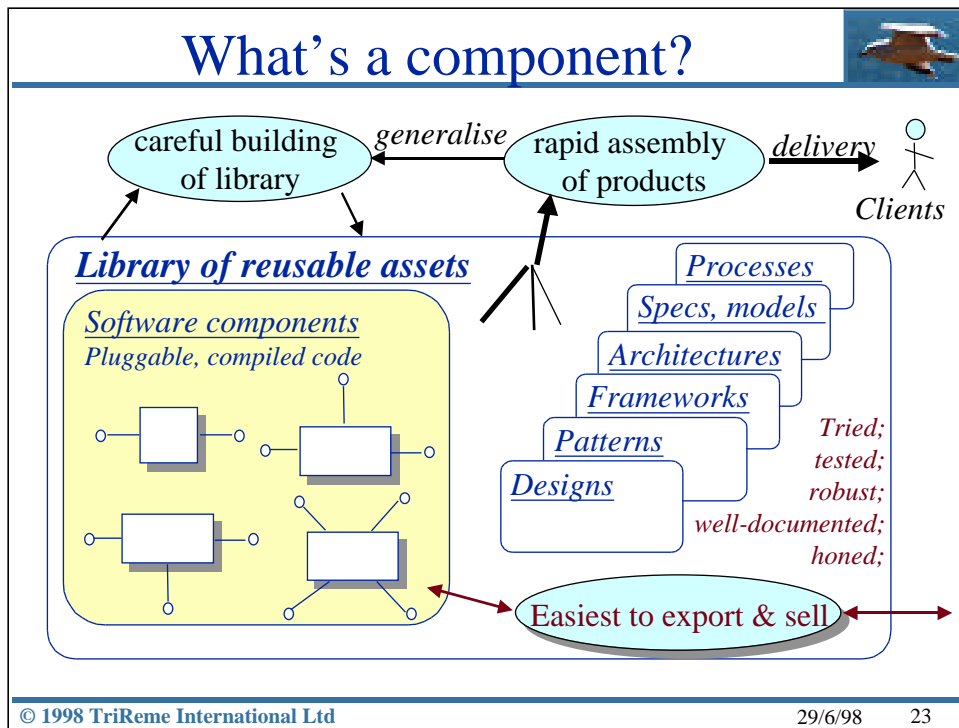 What's a component?
careful building
of library
generalise
rapid assembly
of products
delivery
Clients
Library of reusable assets
Software components
Pluggable, compiled code
Processes
Specs, models
Architectures
Frameworks
Patterns
Designs
Tried;
tested;
robust;
well-documented;
honed;
Easiest to export & sell
© 1998 TriReme International Ltd
29/6/98
23